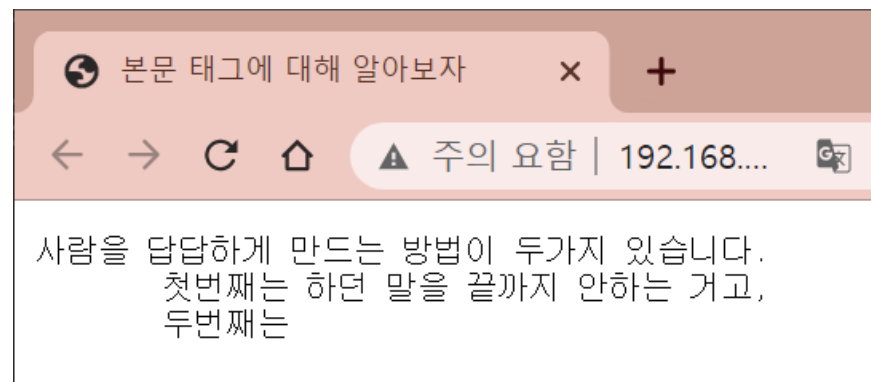 본문 태그에 대해 알아보자
주의 요함 192.168....
사람을 답답하게 만드는 방법이 두가지 있습니다.
첫번째는 하던 말을 끝까지 안하는 거고,
두번째는